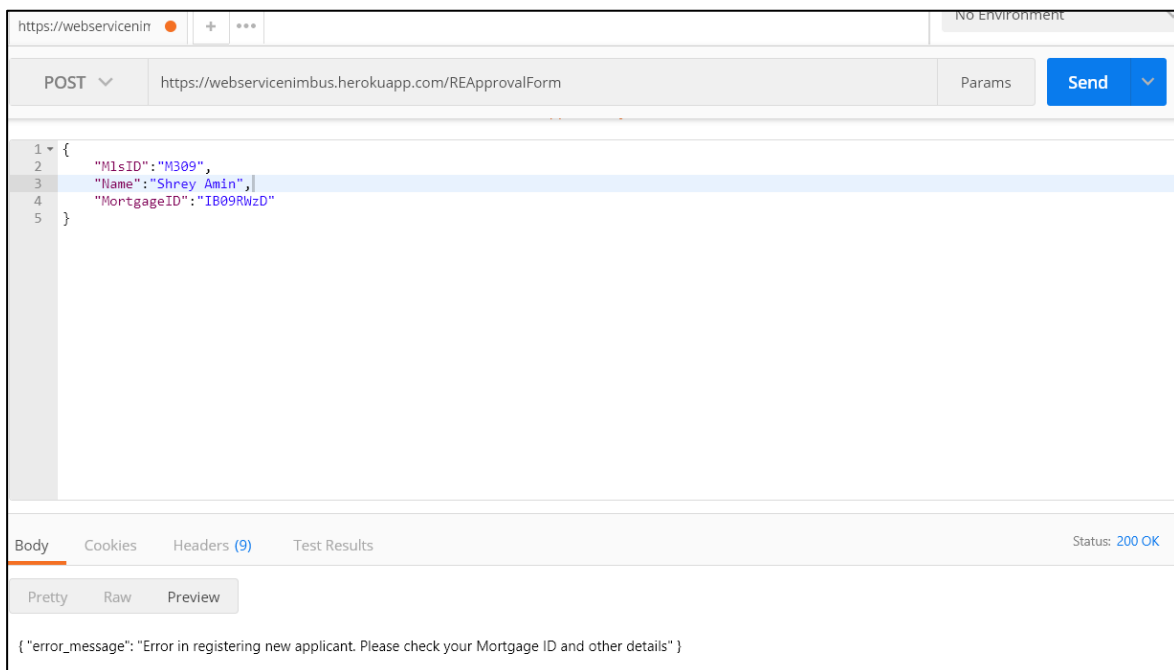 https://webservicenim
+
No Environment
POST
https://webservicenimbus.herokuapp.com/REApprovalForm
Params
Send
1 {
2 "MlsID":"M309",
3 "Name":"Shrey Amin",
4 "MortgageID":"IB09RWzD"
5 }
Body Cookies Headers (9) Test Results
Status: 200 OK
Pretty Raw Preview
{ "error_message": "Error in registering new applicant. Please check your Mortgage ID and other details" }